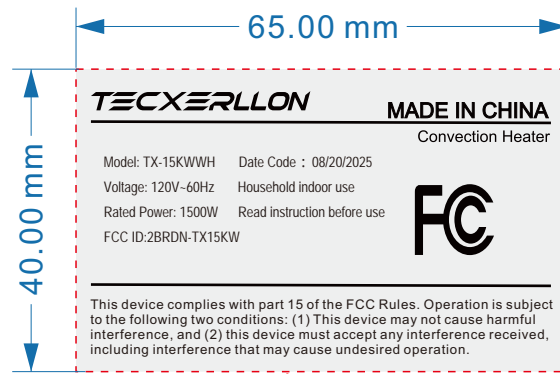 65.00 mm
40.00 mm
TECXERLLON
MADE IN CHINA
Convection Heater
Model: TX-15KWWH Date Code : 08/20/2025
Voltage: 120V~60Hz Household indoor use
Rated Power: 1500W Read instruction before use
FCC ID:2BRDN-TX15KW
FC
This device complies with part 15 of the FCC Rules. Operation is subject
to the following two conditions: (1) This device may not cause harmful
interference, and (2) this device must accept any interference received,
including interference that may cause undesired operation.